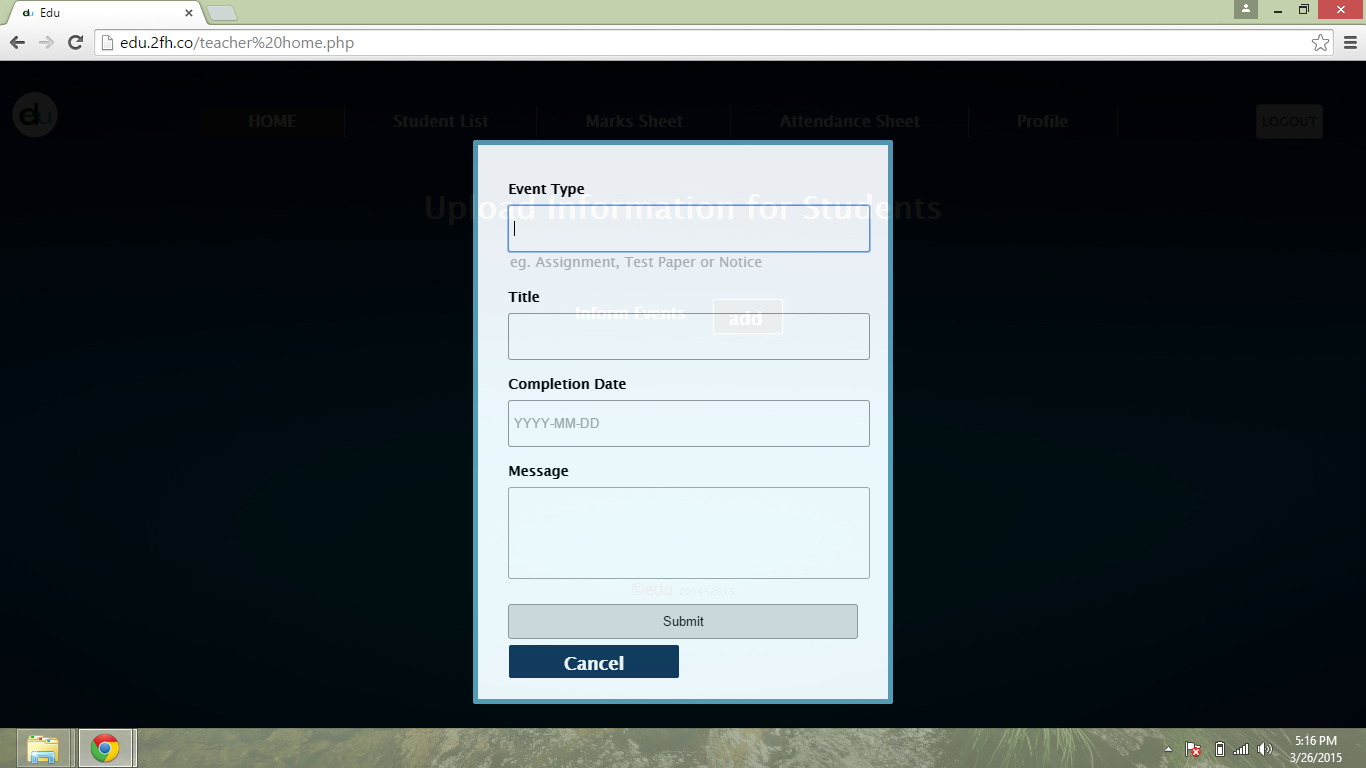 Edu
edu.2fh.co/teacher%20home.php
edu
HOME
Student List
Marks Sheet
Attendance Sheet
Profile
LOGOUT
Event Type
Upload Information for Students
eg. Assignment, Test Paper or Notice
Title
Inform Events
add
Completion Date
YYYY-MM-DD
Message
©edu 2014-2015
Submit
Cancel
5:16 PM
3/26/2015